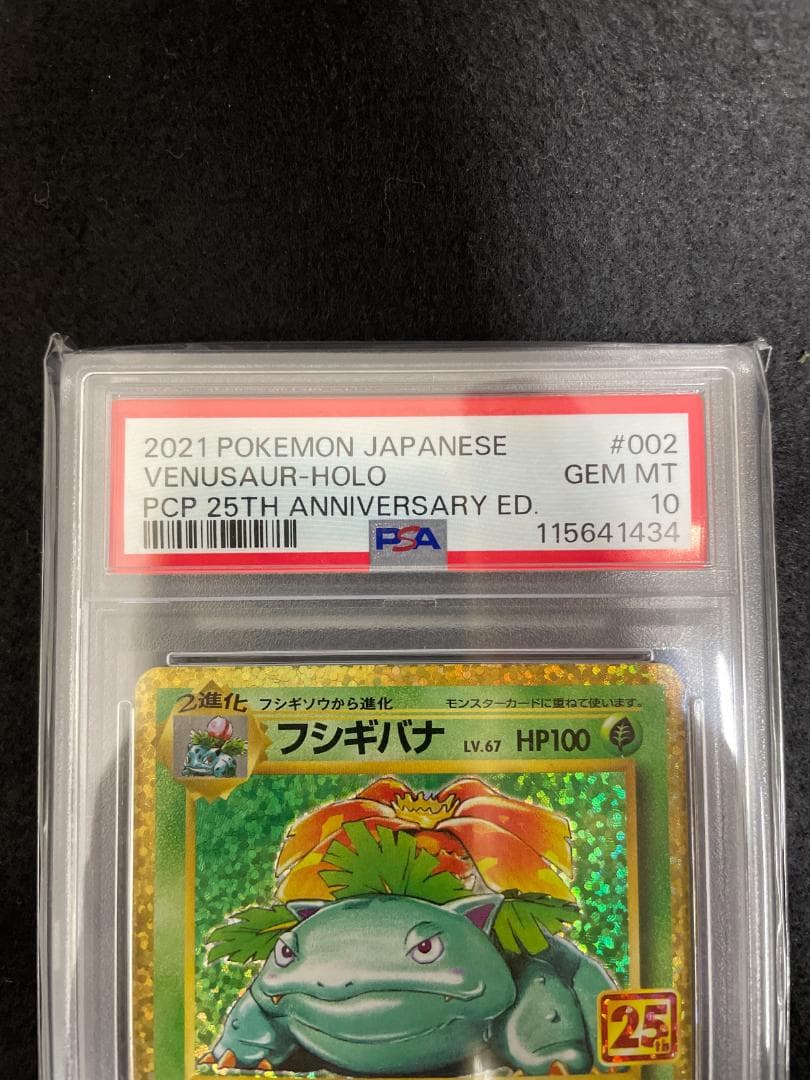 2021 POKEMON JAPANESE #002
VENUSAUR-HOLO GEM MT
PCP 25TH ANNIVERSARY ED. 10
PSA 115641434
2進化 フシギソウから進化 モンスターカードに重ねて使います。
フシギバナ LV.67 HP100
25th